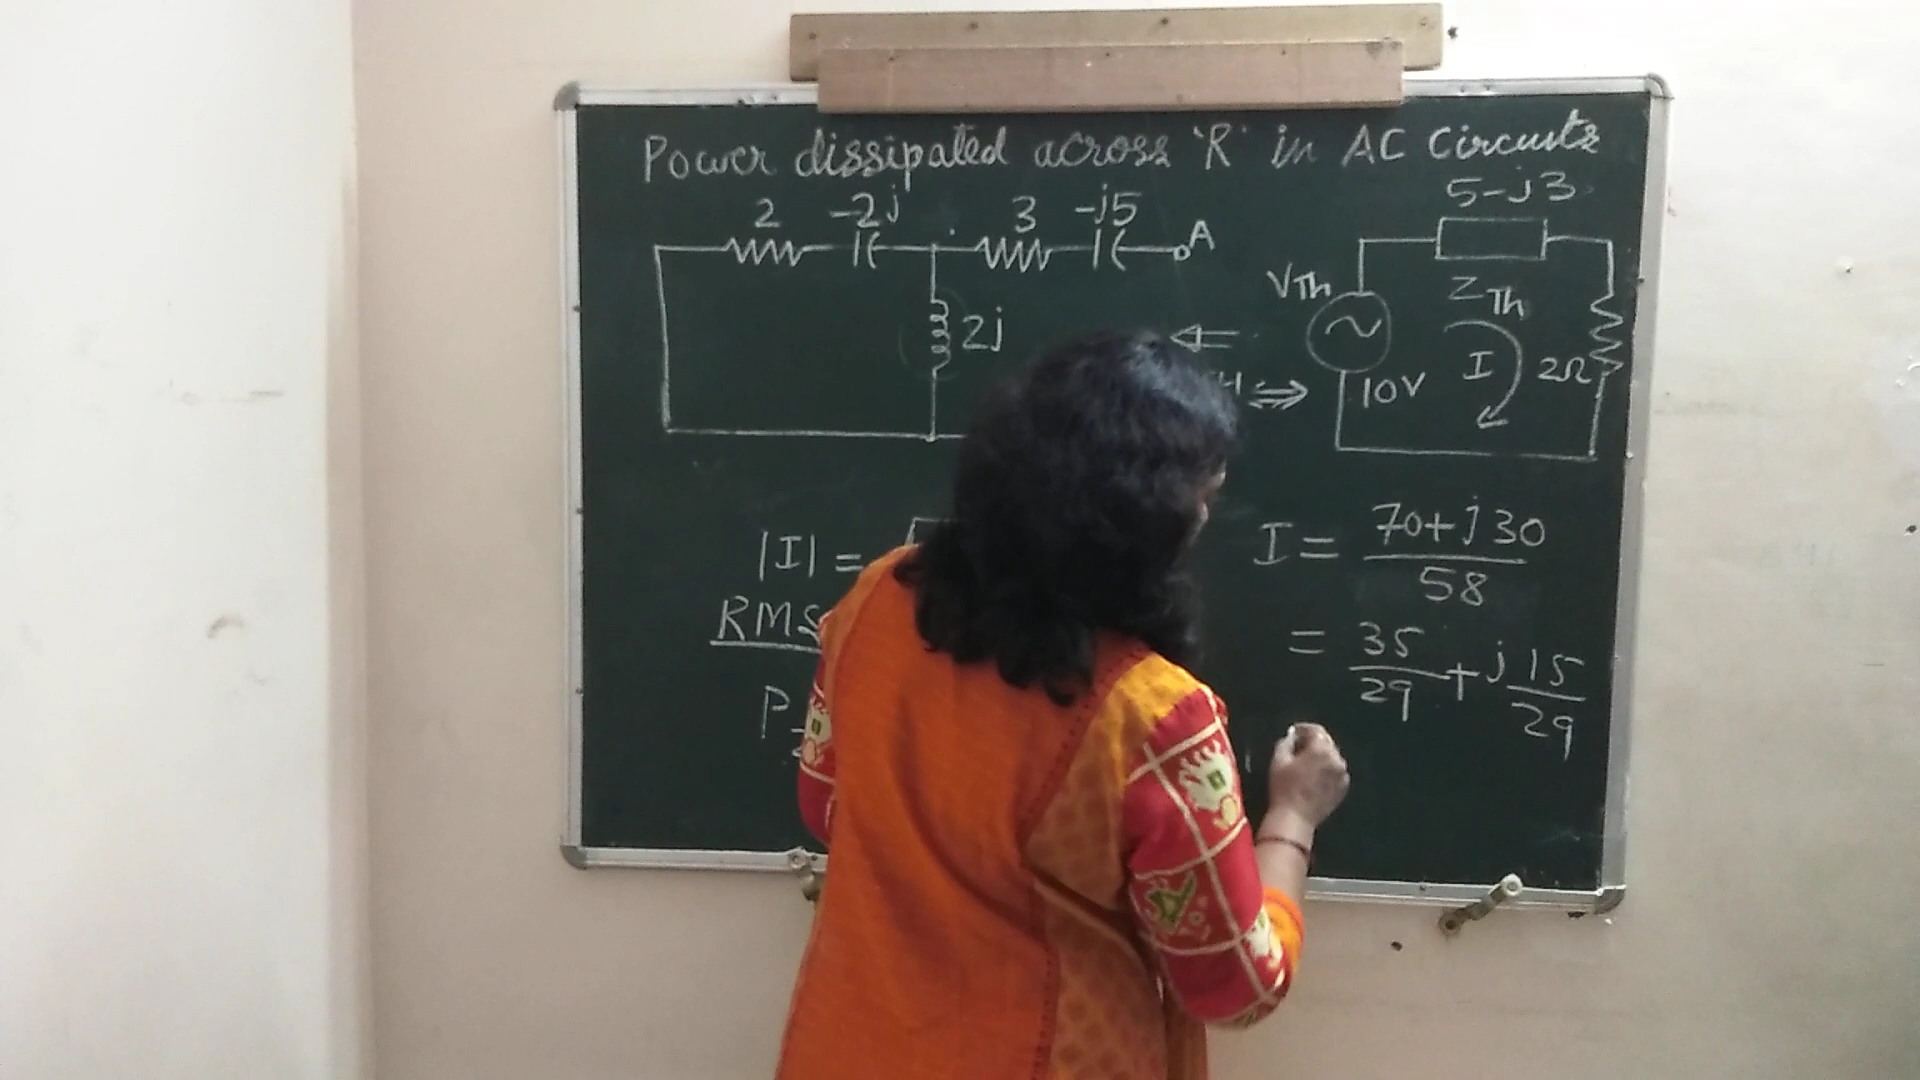 Power dissipated across 'R' in AC Circuits
2 -2j 3 -j5 A
2j
5-j3
VTh ZTh
10V I 2Ω
|I| =
RMS
P
I = 70+j30
58
= 35 + j 15
29 29